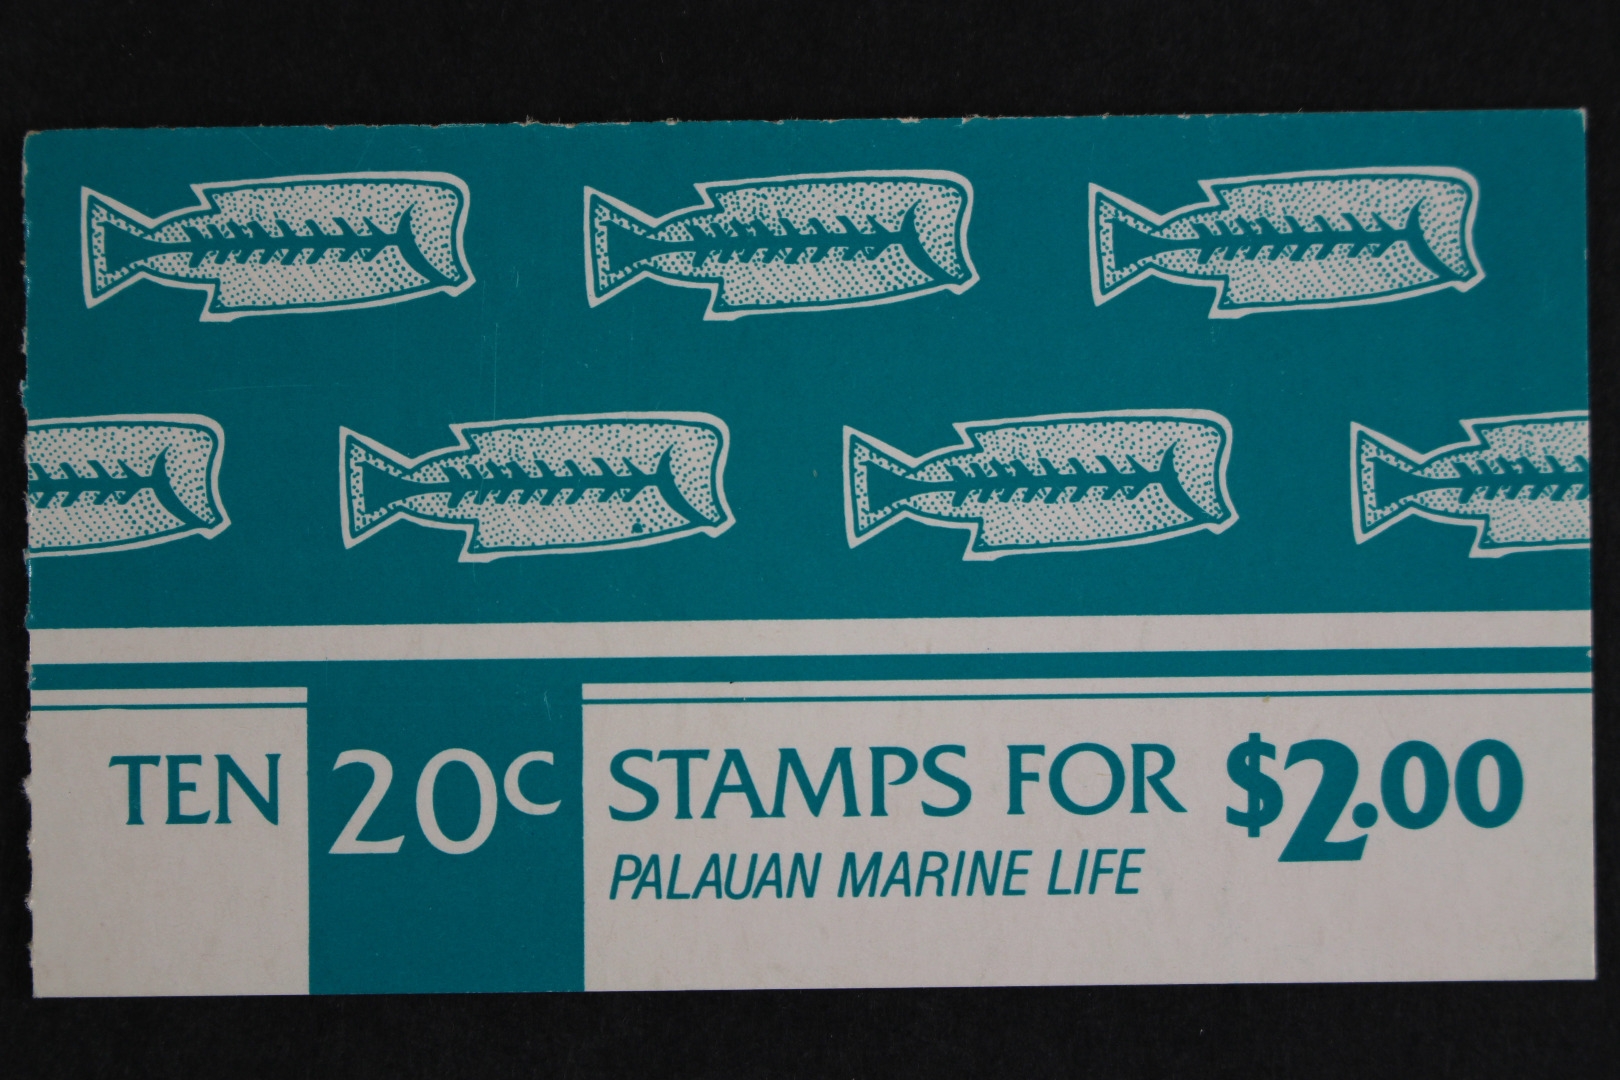 TEN 20c STAMPS FOR $2.00
PALAUAN MARINE LIFE